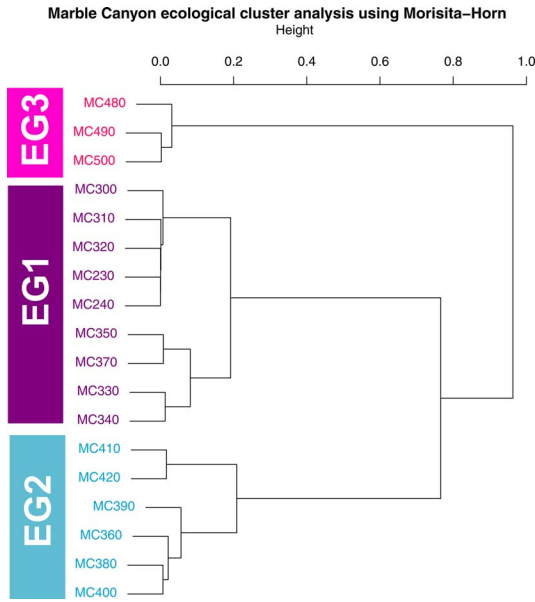 Marble Canyon ecological cluster analysis using Morisita–Horn
Height
0.0 0.2 0.4 0.6 0.8 1.0
EG3
MC480
MC490
MC500
EG1
MC300
MC310
MC320
MC230
MC240
MC350
MC370
MC330
MC340
EG2
MC410
MC420
MC390
MC360
MC380
MC400